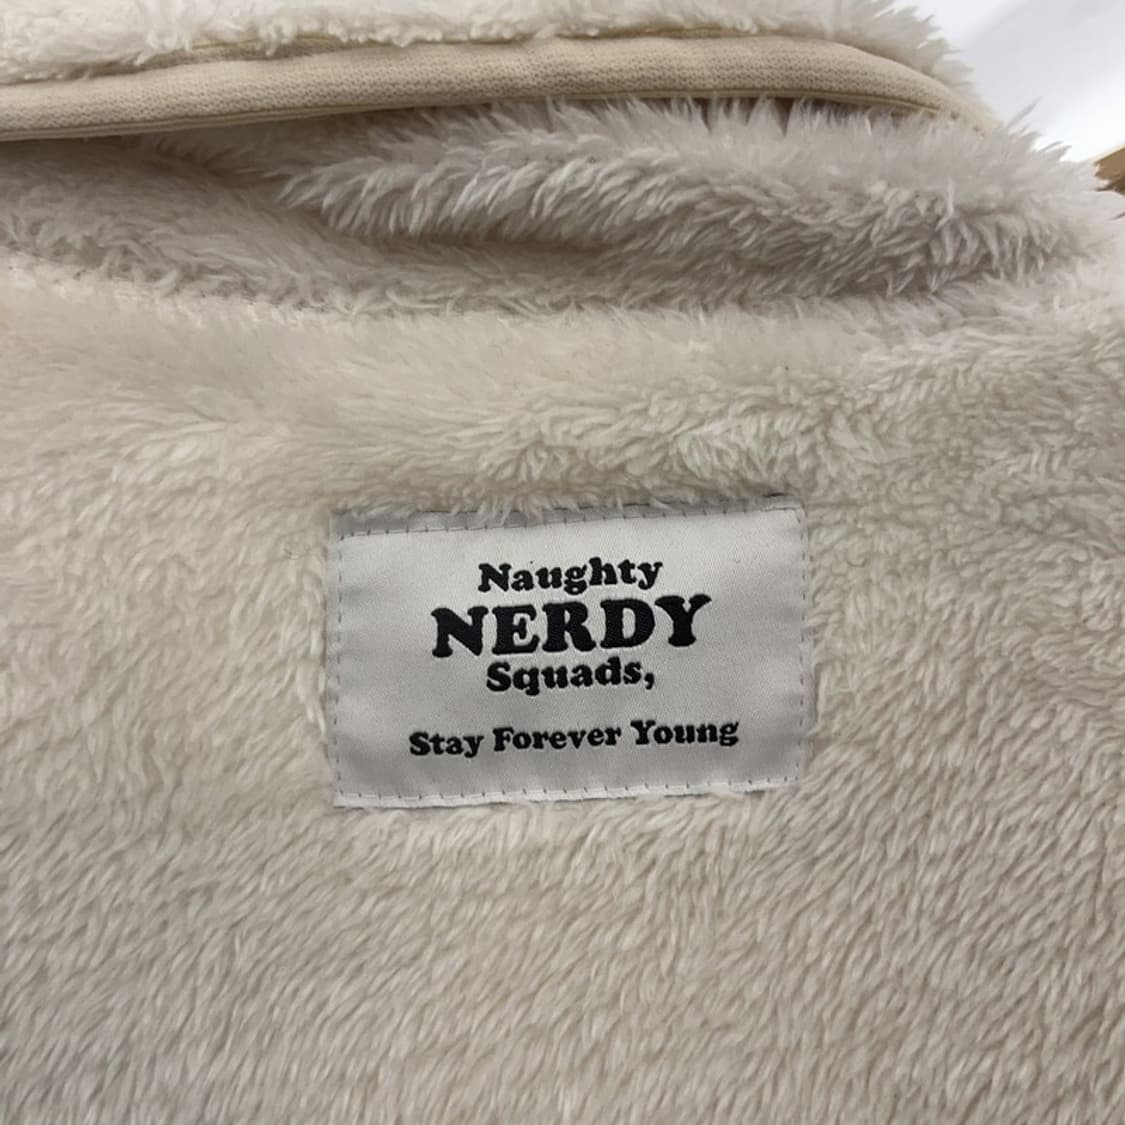 Naughty
NERDY
Squads,
Stay Forever Young